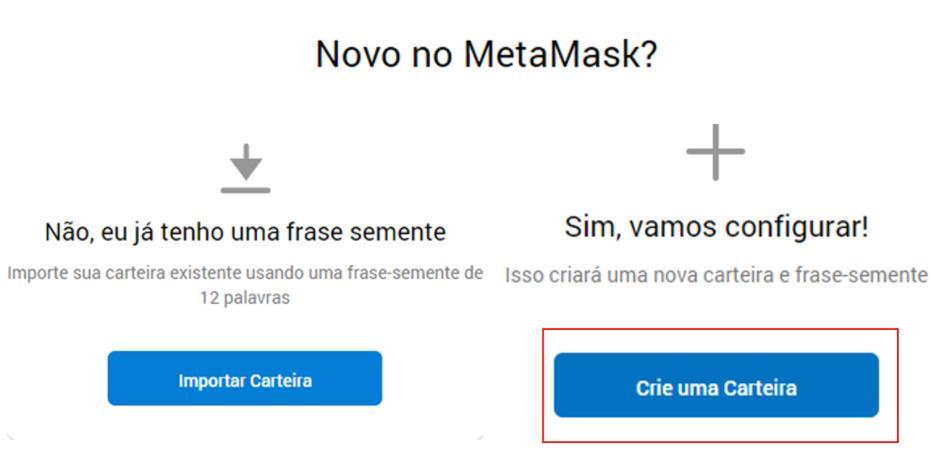 Novo no MetaMask?
Não, eu já tenho uma frase semente
Importe sua carteira existente usando uma frase-semente de
12 palavras
Importar Carteira
Sim, vamos configurar!
Isso criará uma nova carteira e frase-semente
Crie uma Carteira